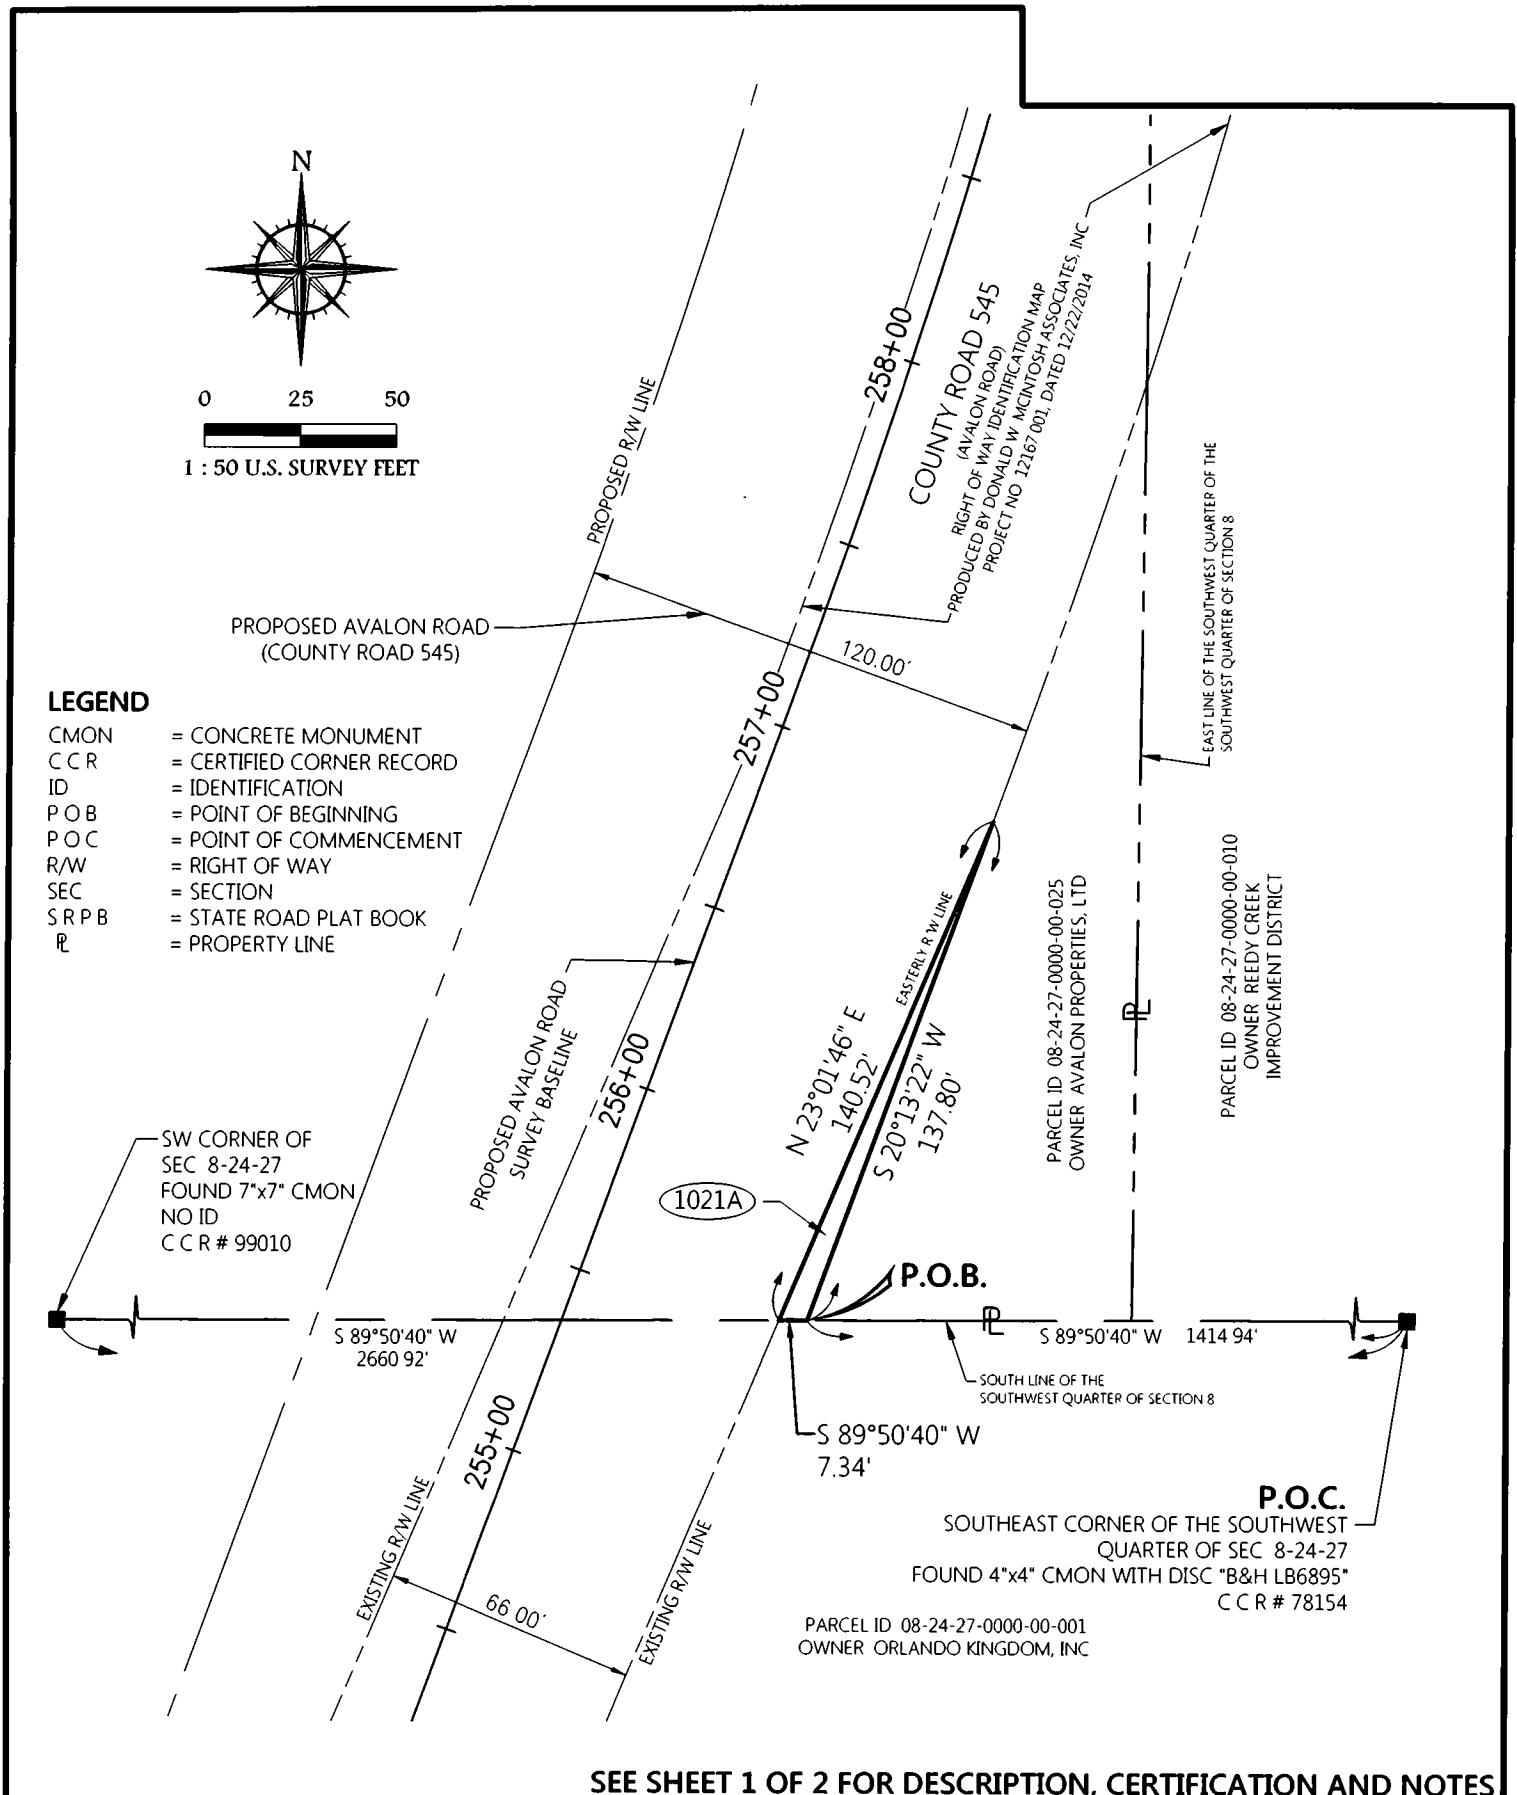 N
0 25 50
1 : 50 U.S. SURVEY FEET
PROPOSED R/W LINE
258+00
COUNTY ROAD 545
(AVALON ROAD)
RIGHT OF WAY IDENTIFICATION MAP
PRODUCED BY DONALD W MCINTOSH ASSOCIATES, INC
PROJECT NO 12167 001, DATED 12/22/2014
EAST LINE OF THE SOUTHWEST QUARTER OF THE
SOUTHWEST QUARTER OF SECTION 8
PROPOSED AVALON ROAD
(COUNTY ROAD 545)
120.00'
257+00
LEGEND
CMON = CONCRETE MONUMENT
C C R = CERTIFIED CORNER RECORD
ID = IDENTIFICATION
P O B = POINT OF BEGINNING
P O C = POINT OF COMMENCEMENT
R/W = RIGHT OF WAY
SEC = SECTION
S R P B = STATE ROAD PLAT BOOK
PL = PROPERTY LINE
EASTERLY R W LINE
PARCEL ID 08-24-27-0000-00-025
OWNER AVALON PROPERTIES, LTD
PL
PARCEL ID 08-24-27-0000-00-010
OWNER REEDY CREEK
IMPROVEMENT DISTRICT
PROPOSED AVALON ROAD
SURVEY BASELINE
256+00
N 23°01'46" E
140.52'
S 20°13'22" W
137.80'
SW CORNER OF
SEC 8-24-27
FOUND 7"x7" CMON
NO ID
C C R # 99010
1021A
P.O.B.
S 89°50'40" W
2660 92'
PL
S 89°50'40" W 1414 94'
SOUTH LINE OF THE
SOUTHWEST QUARTER OF SECTION 8
S 89°50'40" W
7.34'
255+00
P.O.C.
SOUTHEAST CORNER OF THE SOUTHWEST
QUARTER OF SEC 8-24-27
FOUND 4"x4" CMON WITH DISC "B&H LB6895"
C C R # 78154
EXISTING R/W LINE
66 00'
EXISTING R/W LINE
PARCEL ID 08-24-27-0000-00-001
OWNER ORLANDO KINGDOM, INC
SEE SHEET 1 OF 2 FOR DESCRIPTION, CERTIFICATION AND NOTES